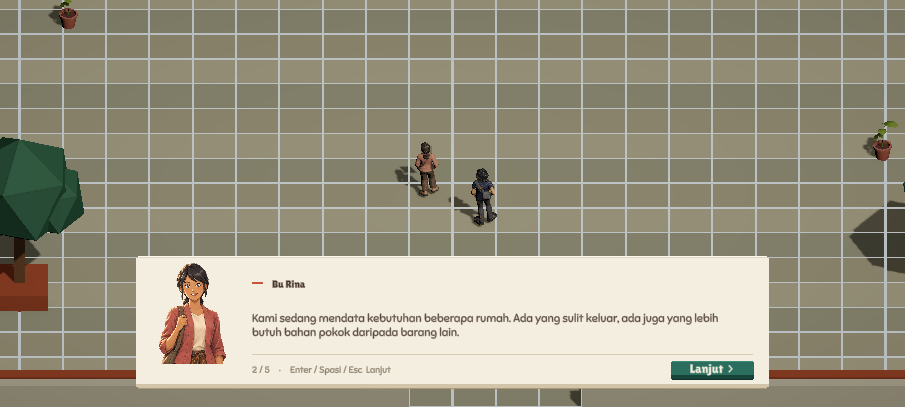 Bu Rina
Kami sedang mendata kebutuhan beberapa rumah. Ada yang sulit keluar, ada juga yang lebih
butuh bahan pokok daripada barang lain.
2 / 5 · Enter / Spasi / Esc Lanjut
Lanjut >